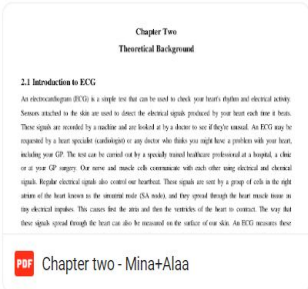 Chapter Two
Theoretical Background
2.1 Introduction to ECG
An electrocardiogram (ECG) is a simple test that can be used to check your heart's rhythm and electrical activity.
Sensors attached to the skin are used to detect the electrical signals produced by your heart each time it beats.
These signals are recorded by a machine and are looked at by a doctor to see if they're unusual. An ECG may be
requested by a heart specialist (cardiologist) or any doctor who thinks you might have a problem with your heart,
including your GP. The test can be carried out by a specially trained healthcare professional at a hospital, a clinic
or at your GP surgery. Our nerve and muscle cells communicate with each other using electrical and chemical
signals. Regular electrical signals also control our heartbeat. These signals are sent by a group of cells in the right
atrium of the heart known as the sinoatrial node (SA node), and they spread through the heart muscle tissue as
tiny electrical impulses. This causes first the atria and then the ventricles of the heart to contract. The way that
these signals spread through the heart can also be measured on the surface of our skin. An ECG measures these
PDF Chapter two - Mina+Alaa